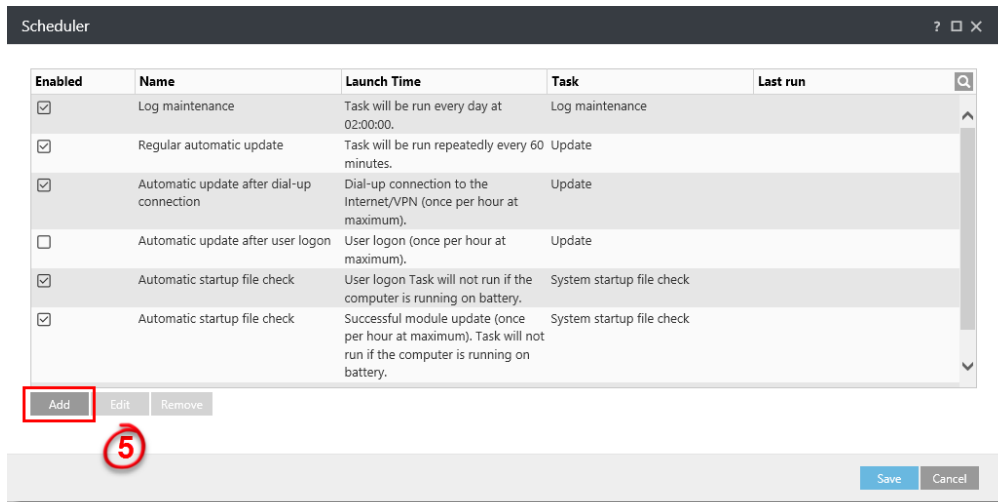 Scheduler ?
Enabled Name Launch Time Task Last run
Log maintenance Task will be run every day at Log maintenance
02:00:00.
Regular automatic update Task will be run repeatedly every 60 Update
minutes.
Automatic update after dial-up Dial-up connection to the Update
connection Internet/VPN (once per hour at
maximum).
Automatic update after user logon User logon (once per hour at Update
maximum).
Automatic startup file check User logon Task will not run if the System startup file check
computer is running on battery.
Automatic startup file check Successful module update (once System startup file check
per hour at maximum). Task will not
run if the computer is running on
battery.
Add Edit Remove
5
Save Cancel